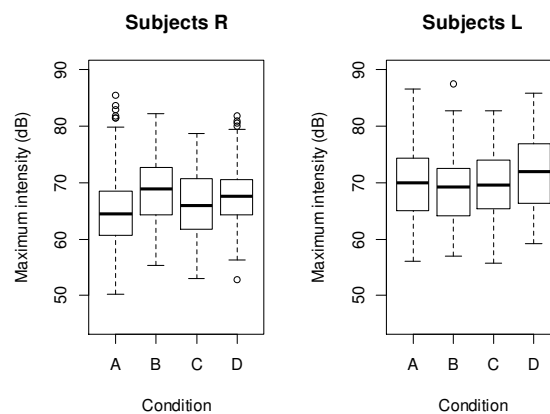 Subjects R
Maximum intensity (dB)
90
80
70
60
50
A B C D
Condition
Subjects L
Maximum intensity (dB)
90
80
70
60
50
A B C D
Condition